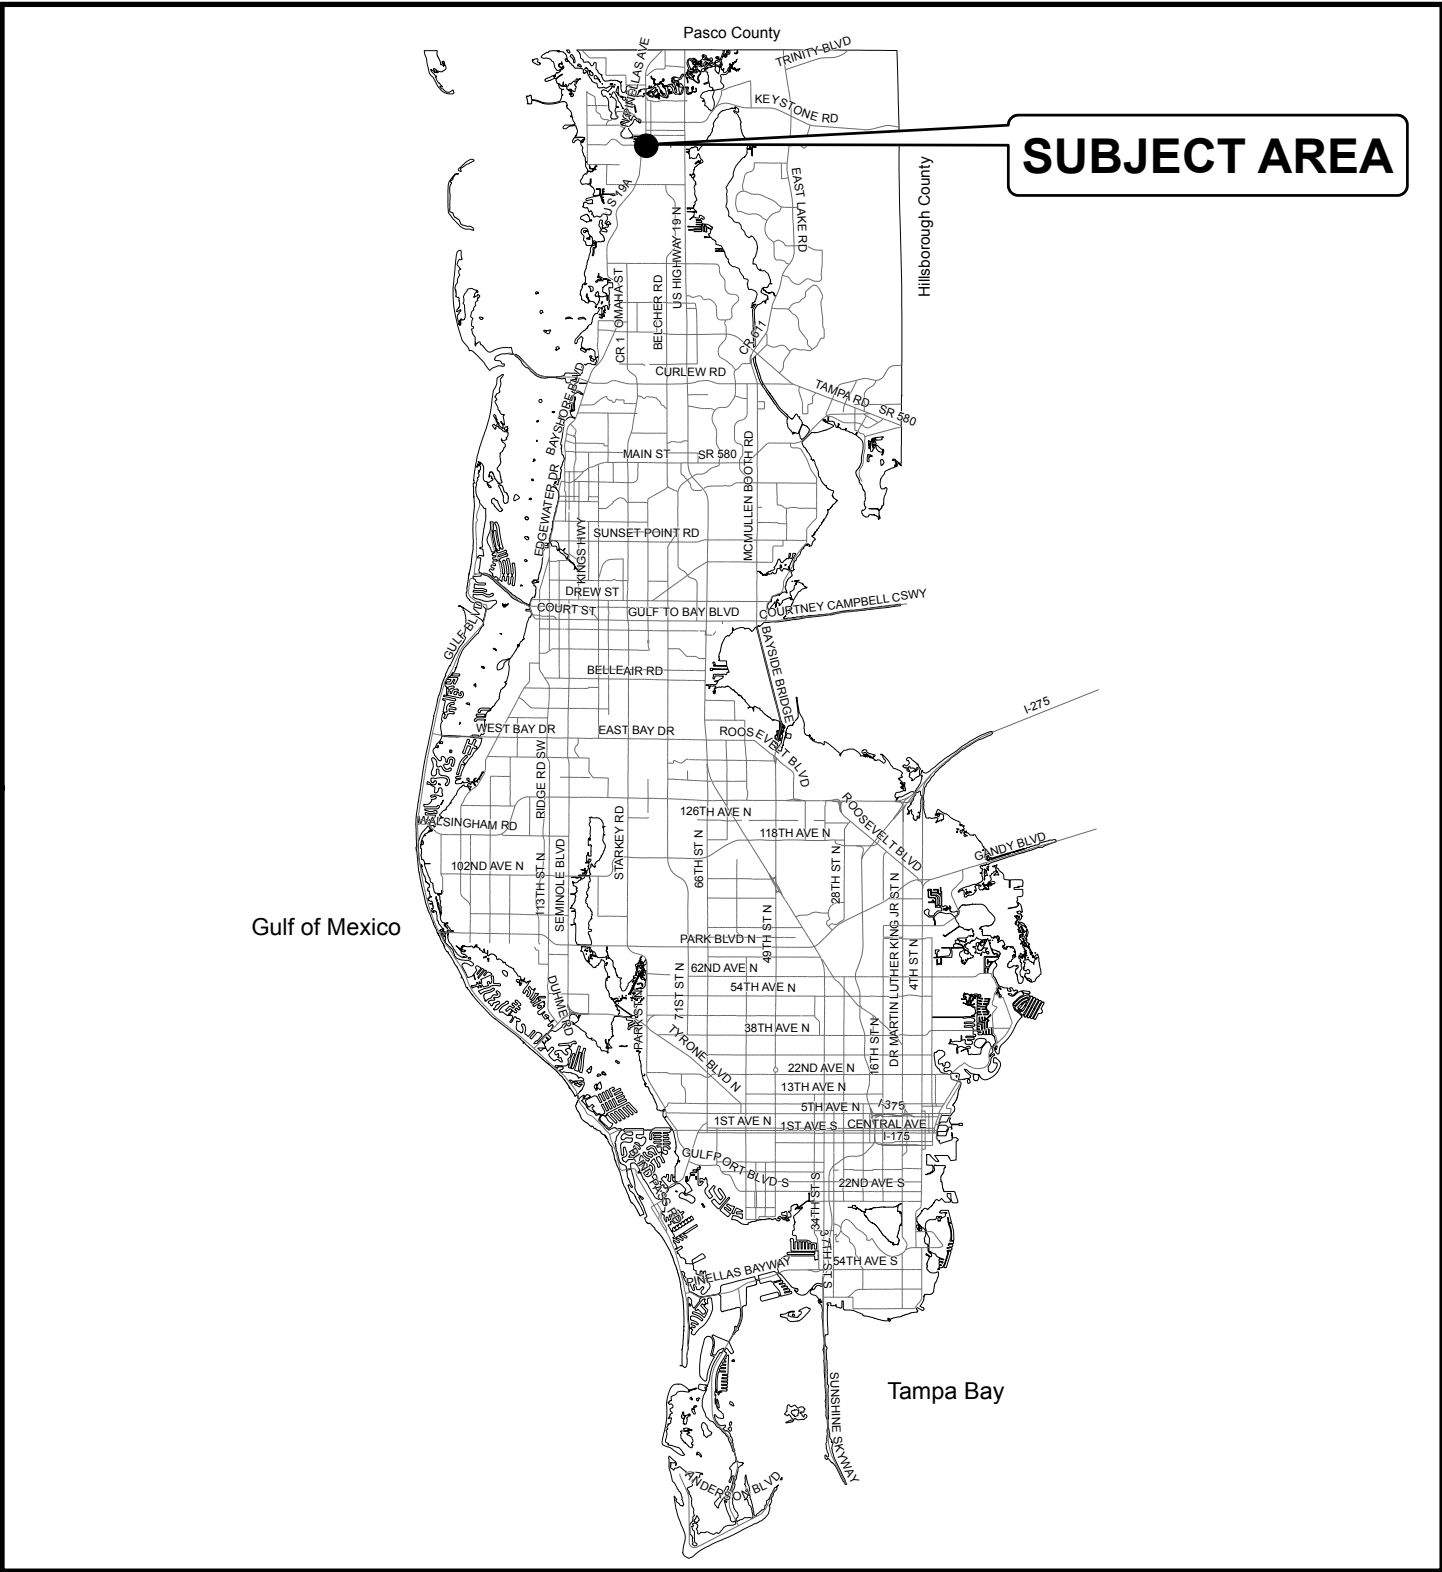 Pasco County
TRINITY BLVD
N PINELLAS AVE
KEYSTONE RD
SUBJECT AREA
Hillsborough County
EAST LAKE RD
US 19A
US HIGHWAY 19 N
CR 1
OMAHA ST
BELCHER RD
CR 611
CURLEW RD
TAMPA RD
SR 580
BAYSHORE BLVD
MAIN ST
SR 580
MCMULLEN BOOTH RD
EDGEWATER DR
SUNSET POINT RD
KINGS HWY
DREW ST
COURT ST
GULF TO BAY BLVD
COURTNEY CAMPBELL CSWY
GULF BLVD
BAYSIDE BRIDGE
BELLEAIR RD
I-275
WEST BAY DR
EAST BAY DR
ROOSEVELT BLVD
RIDGE RD SW
WALSINGHAM RD
126TH AVE N
ROOSEVELT BLVD
118TH AVE N
STARKEY RD
66TH ST N
GANDY BLVD
102ND AVE N
113TH ST N
SEMINOLE BLVD
28TH ST N
DR MARTIN LUTHER KING JR ST N
Gulf of Mexico
49TH ST N
PARK BLVD N
4TH ST N
62ND AVE N
71ST ST N
54TH AVE N
DUHME RD
PARK ST N
38TH AVE N
16TH ST N
TYRONE BLVD N
22ND AVE N
13TH AVE N
5TH AVE N
I-375
1ST AVE N
1ST AVE S
CENTRAL AVE
I-175
GULFPORT BLVD S
22ND AVE S
34TH ST S
37TH ST S
54TH AVE S
PINELLAS BAYWAY
Tampa Bay
SUNSHINE SKYWAY
ANDERSON BLVD